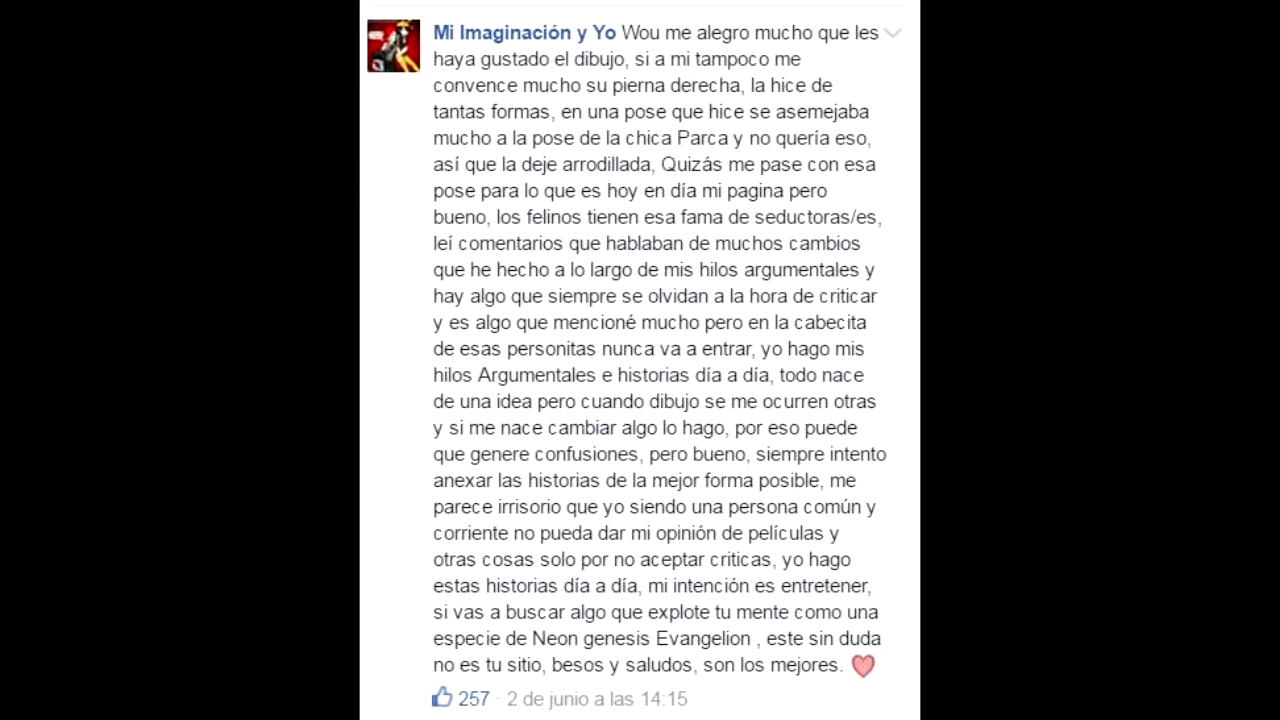 Mi Imaginación y Yo Wou me alegro mucho que les
haya gustado el dibujo, si a mi tampoco me
convence mucho su pierna derecha, la hice de
tantas formas, en una pose que hice se asemejaba
mucho a la pose de la chica Parca y no quería eso,
así que la deje arrodillada, Quizás me pase con esa
pose para lo que es hoy en día mi pagina pero
bueno, los felinos tienen esa fama de seductoras/es,
leí comentarios que hablaban de muchos cambios
que he hecho a lo largo de mis hilos argumentales y
hay algo que siempre se olvidan a la hora de criticar
y es algo que mencioné mucho pero en la cabecita
de esas personitas nunca va a entrar, yo hago mis
hilos Argumentales e historias día a día, todo nace
de una idea pero cuando dibujo se me ocurren otras
y si me nace cambiar algo lo hago, por eso puede
que genere confusiones, pero bueno, siempre intento
anexar las historias de la mejor forma posible, me
parece irrisorio que yo siendo una persona común y
corriente no pueda dar mi opinión de películas y
otras cosas solo por no aceptar criticas, yo hago
estas historias día a día, mi intención es entretener,
si vas a buscar algo que explote tu mente como una
especie de Neon genesis Evangelion , este sin duda
no es tu sitio, besos y saludos, son los mejores.
257 · 2 de junio a las 14:15